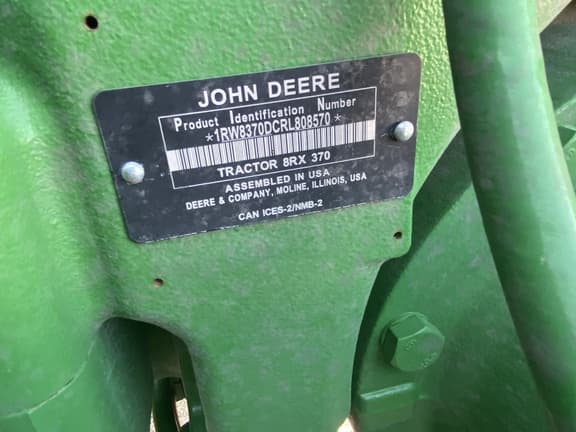 JOHN DEERE
Product Identification Number
*1RW8370DCRL808570*
TRACTOR 8RX 370
ASSEMBLED IN USA
DEERE & COMPANY, MOLINE, ILLINOIS, USA
CAN ICES-2/NMB-2